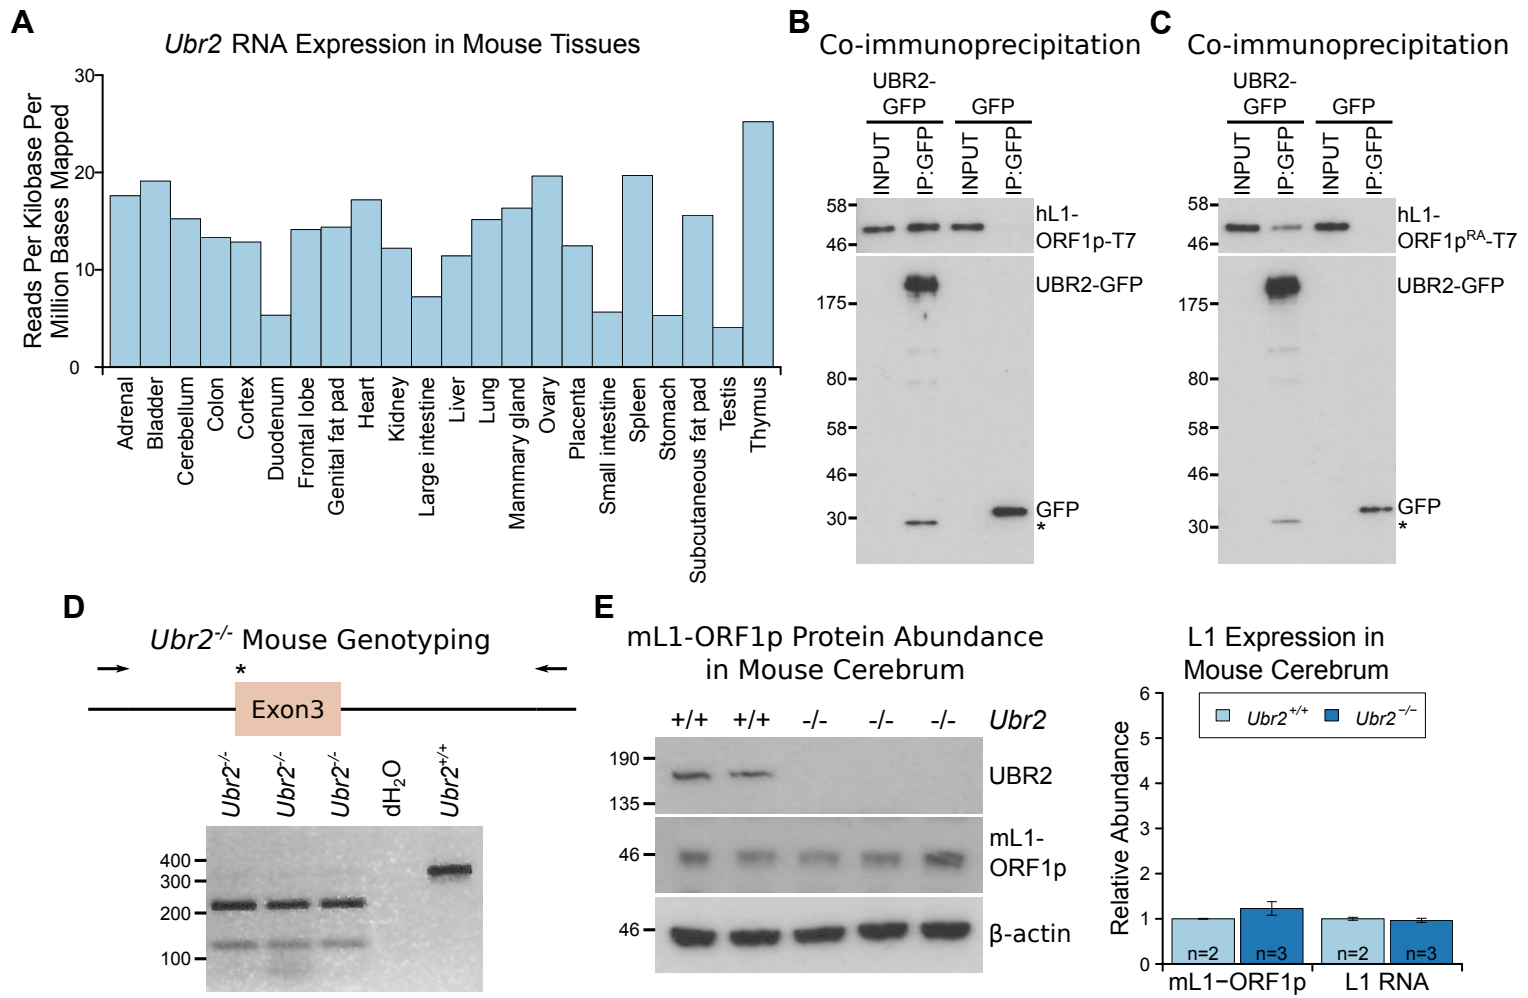 A
Ubr2 RNA Expression in Mouse Tissues
Reads Per Kilobase Per
Million Bases Mapped
30
20
10
0
Adrenal
Bladder
Cerebellum
Colon
Cortex
Duodenum
Frontal lobe
Genital fat pad
Heart
Kidney
Large intestine
Liver
Lung
Mammary gland
Ovary
Placenta
Small intestine
Spleen
Stomach
Subcutaneous fat pad
Testis
Thymus
B
Co-immunoprecipitation
UBR2-
GFP
GFP
INPUT
IP:GFP
INPUT
IP:GFP
58
46
hL1-
ORF1p-T7
175
UBR2-GFP
80
58
46
30
GFP
*
C
Co-immunoprecipitation
UBR2-
GFP
GFP
INPUT
IP:GFP
INPUT
IP:GFP
58
46
hL1-
ORF1pRA-T7
175
UBR2-GFP
80
58
46
30
GFP
*
D
Ubr2-/- Mouse Genotyping
*
Exon3
Ubr2-/-
Ubr2-/-
Ubr2-/-
dH2O
Ubr2+/+
400
300
200
100
E
mL1-ORF1p Protein Abundance
in Mouse Cerebrum
+/+ +/+ -/- -/- -/- Ubr2
190
135
UBR2
46
mL1-
ORF1p
46
β-actin
L1 Expression in
Mouse Cerebrum
Relative Abundance
6
5
4
3
2
1
0
Ubr2+/+ Ubr2−/−
n=2 n=3 n=2 n=3
mL1−ORF1p L1 RNA